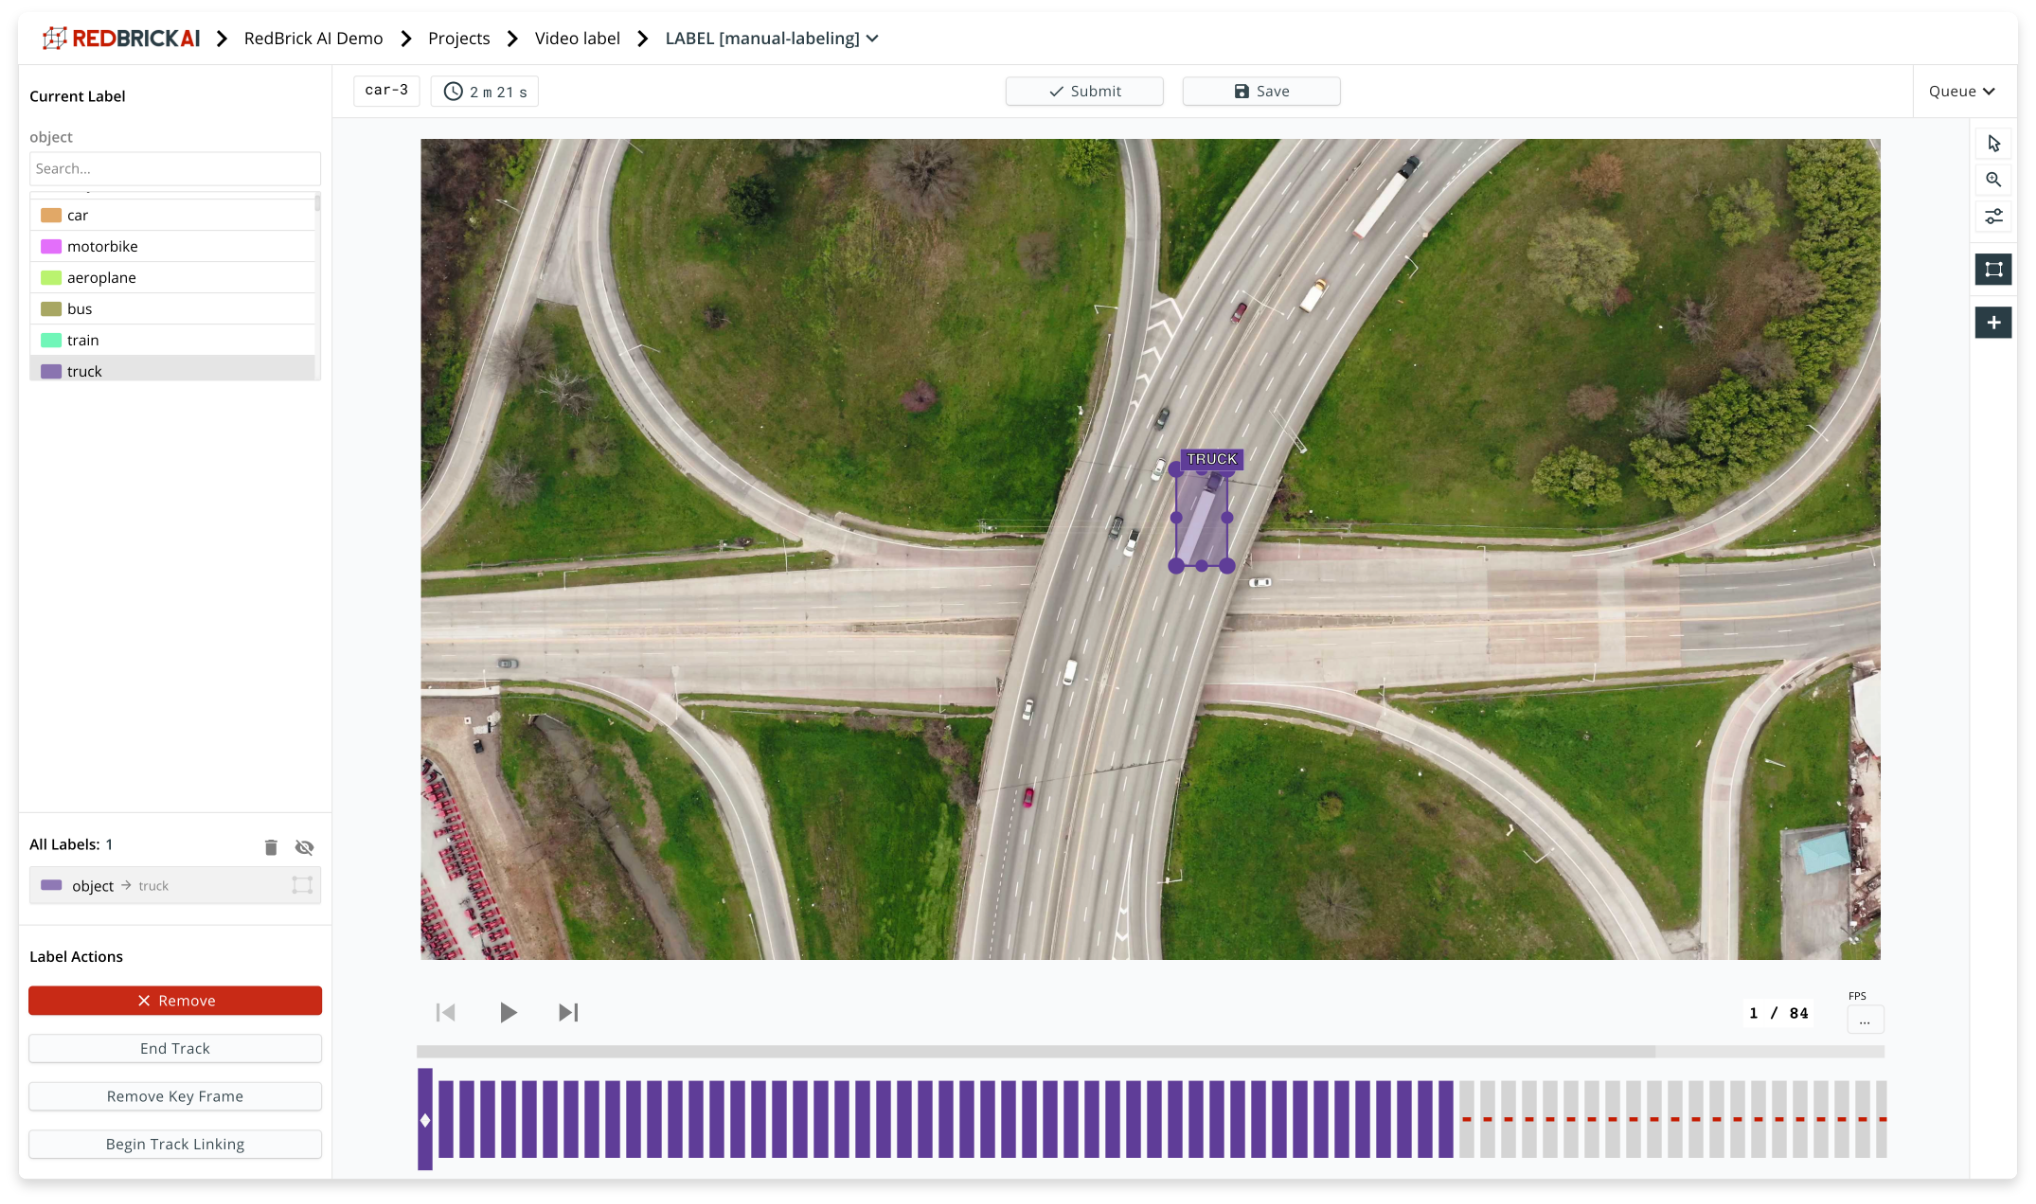 REDBRICKAI RedBrick AI Demo Projects Video label LABEL [manual-labeling]
Current Label
car-3
2 m 21 s
Submit
Save
Queue
object
Search...
car
motorbike
aeroplane
bus
train
truck
TRUCK
All Labels: 1
object → truck
Label Actions
Remove
End Track
Remove Key Frame
Begin Track Linking
1 / 84
FPS
...